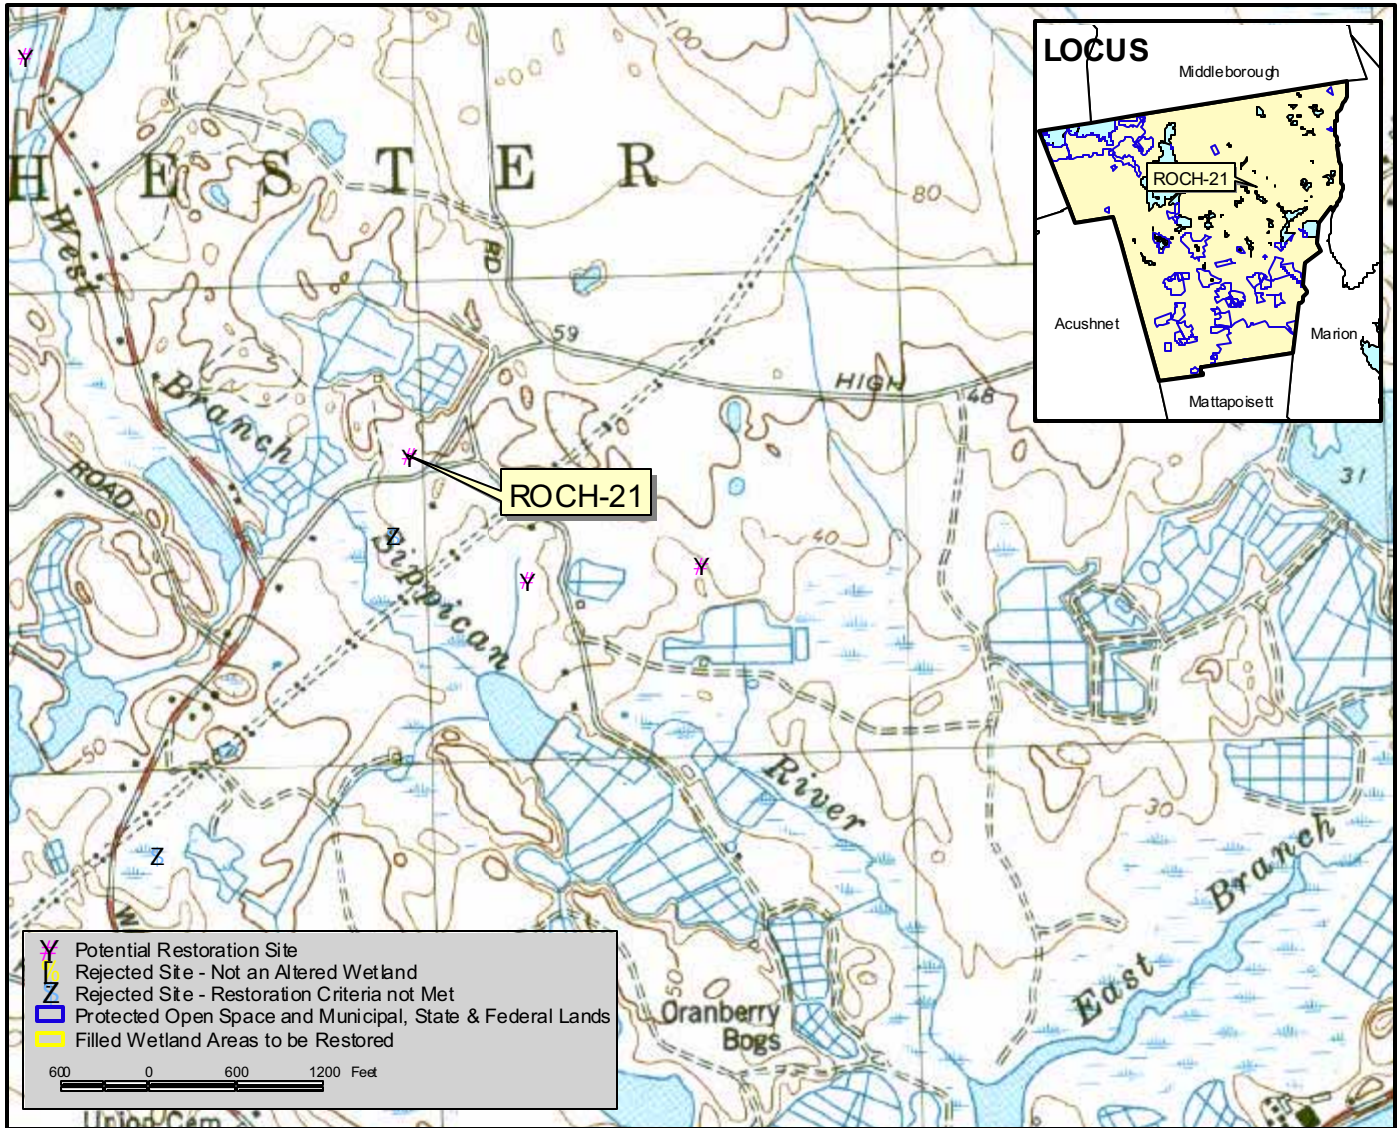 LOCUS
Middleborough
ROCH-21
Acushnet
Marion
Mattapoisett
Y
H E S T E R
100
80
West
RD
59
HIGH
48
31
Branch
ROAD
Y
ROCH-21
Z
Sippican
Y
Y
40
50
River
30
Z
W
Branch
East
50
Oranberry
Bogs
Y Potential Restoration Site
Rejected Site - Not an Altered Wetland
Z Rejected Site - Restoration Criteria not Met
Protected Open Space and Municipal, State & Federal Lands
Filled Wetland Areas to be Restored
600 0 600 1200 Feet
Union Cem